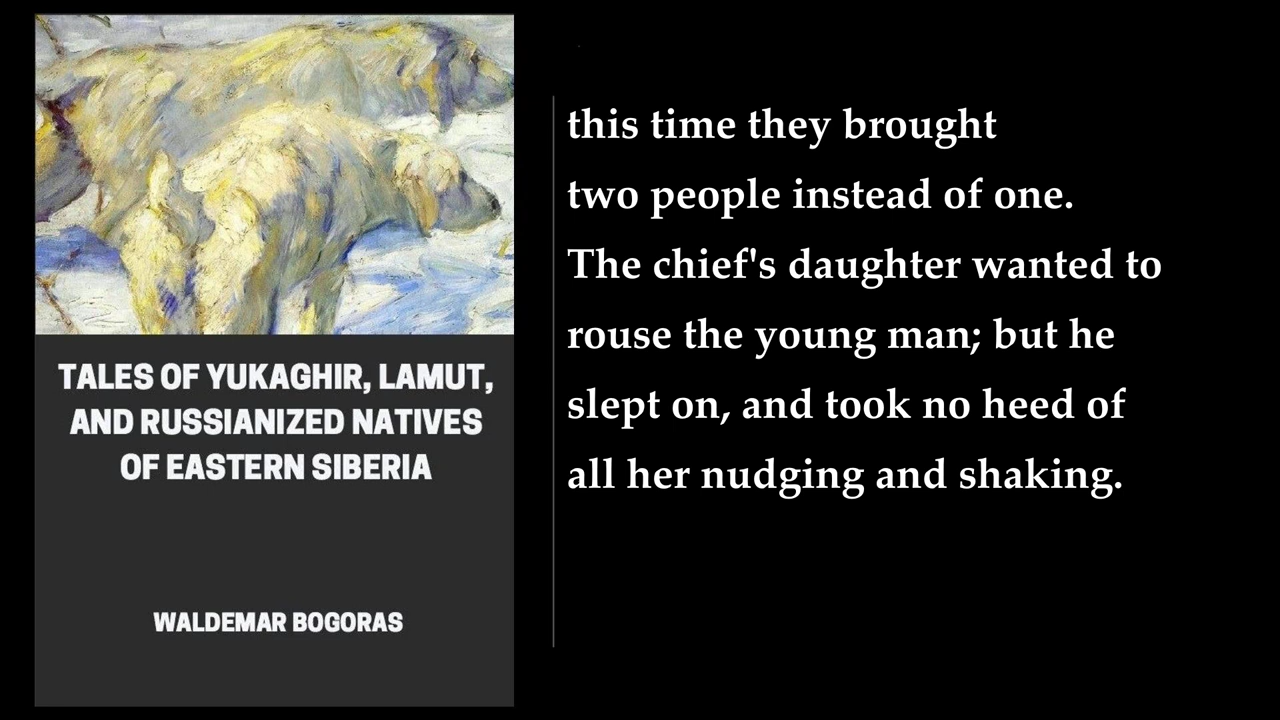 TALES OF YUKAGHIR, LAMUT,
AND RUSSIANIZED NATIVES
OF EASTERN SIBERIA
WALDEMAR BOGORAS
this time they brought
two people instead of one.
The chief's daughter wanted to
rouse the young man; but he
slept on, and took no heed of
all her nudging and shaking.